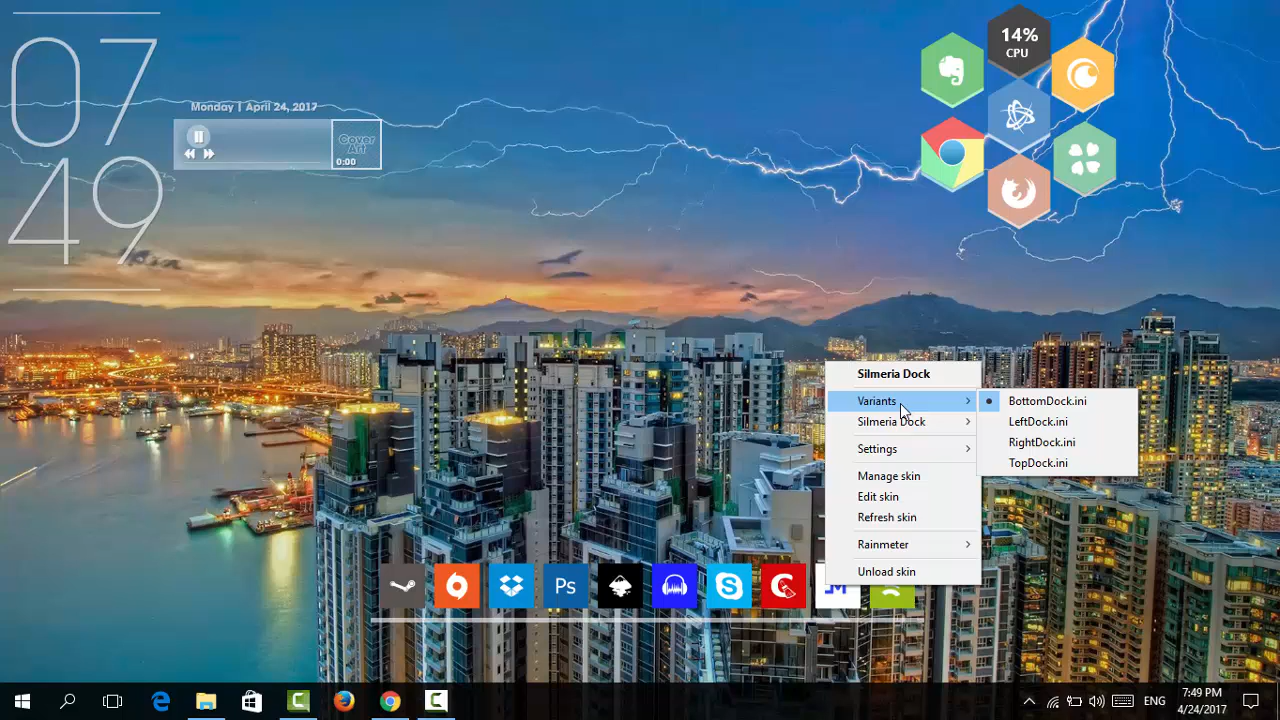 07
49
Monday | April 24, 2017
Cover
Art
0:00
14%
CPU
Silmeria Dock
Variants
Silmeria Dock
Settings
Manage skin
Edit skin
Refresh skin
Rainmeter
Unload skin
BottomDock.ini
LeftDock.ini
RightDock.ini
TopDock.ini
Ps
ENG
7:49 PM
4/24/2017